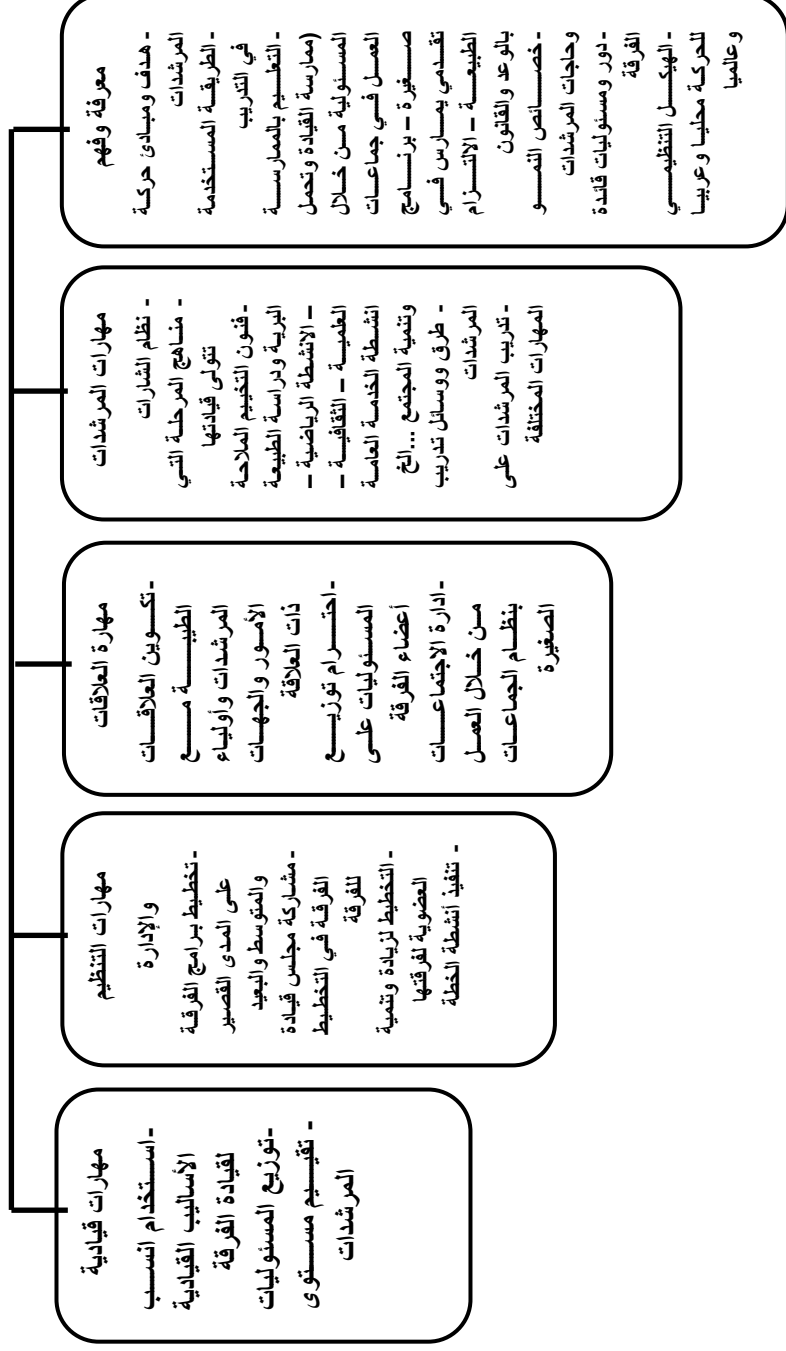 معرفة وفهم
- هدف ومبادئ حركة
المرشدات
- الطريقة المستخدمة
في التدريب
- التعليم بالممارسة
(ممارسة القيادة وتحمل
المسئولية من خلال
العمل في جماعات
صغيرة – برنامج
تقدمي يمارس في
الطبيعة – الالتزام
بالوعد والقانون
- خصائص النمو
وحاجات المرشدات
- دور ومسئوليات قائدة
الفرقة
- الهيكل التنظيمي
للحركة محليا وعربيا
وعالميا
مهارات المرشدات
- نظام الشارات
- مناهج المرحلة التي
تتولى قيادتها
- فنون التخييم الملاحة
البرية ودراسة الطبيعة
– الانشطة الرياضية –
العلمية – الثقافية –
انشطة الخدمة العامة
وتنمية المجتمع ...الخ
- طرق ووسائل تدريب
المرشدات
- تدريب المرشدات على
المهارات المختلفة
مهارة العلاقات
- تكوين العلاقات
الطيبة مع
المرشدات وأولياء
الأمور والجهات
ذات العلاقة
- احترام توزيع
المسئوليات على
أعضاء الفرقة
- ادارة الاجتماعات
من خلال العمل
بنظام الجماعات
الصغيرة
مهارات التنظيم
والإدارة
- تخطيط برامج الفرقة
على المدى القصير
والمتوسط والبعيد
- مشاركة مجلس قيادة
الفرقة في التخطيط
للفرقة
- التخطيط لزيادة وتنمية
العضوية لفرقتها
- تنفيذ أنشطة الخطة
مهارات قيادية
- استخدام انسب
الأساليب القيادية
لقيادة الفرقة
- توزيع المسئوليات
- تقييم مستوى
المرشدات